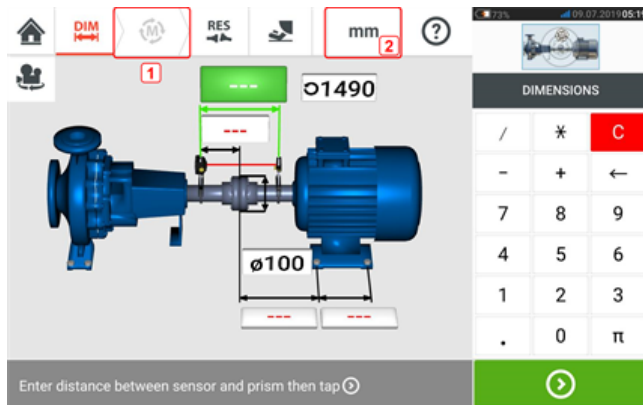 73% 09.07.2019 05:19
DIM M RES mm ?
1 2
--- 1490
---
DIMENSIONS
/ * C
- + ←
7 8 9
ø100
4 5 6
1 2 3
--- ---
. 0 π
Enter distance between sensor and prism then tap